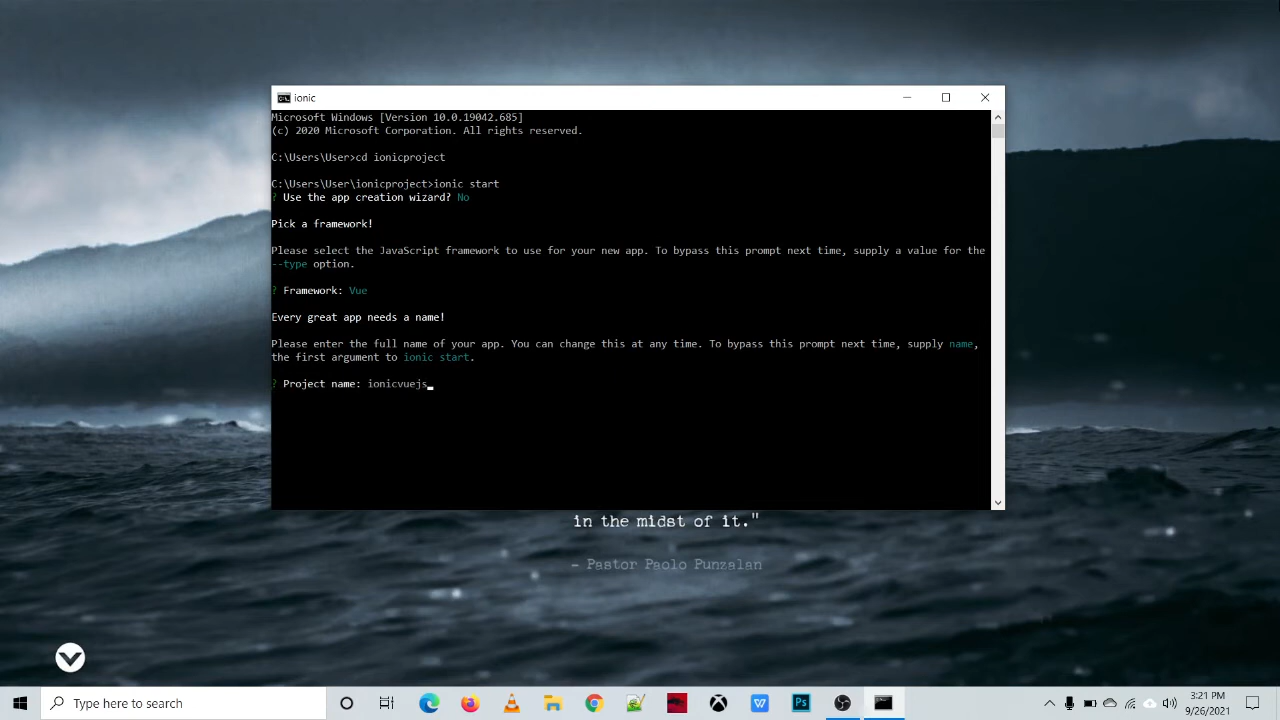 ionic
Microsoft Windows [Version 10.0.19042.685]
(c) 2020 Microsoft Corporation. All rights reserved.
C:\Users\User>cd ionicproject
C:\Users\User\ionicproject>ionic start
? Use the app creation wizard? No
Pick a framework!
Please select the JavaScript framework to use for your new app. To bypass this prompt next time, supply a value for the
--type option.
? Framework: Vue
Every great app needs a name!
Please enter the full name of your app. You can change this at any time. To bypass this prompt next time, supply name,
the first argument to ionic start.
? Project name: ionicvuejs
in the midst of it."
- Pastor Paolo Punzalan
Type here to search
Ps
3:21 PM
9/26/2021